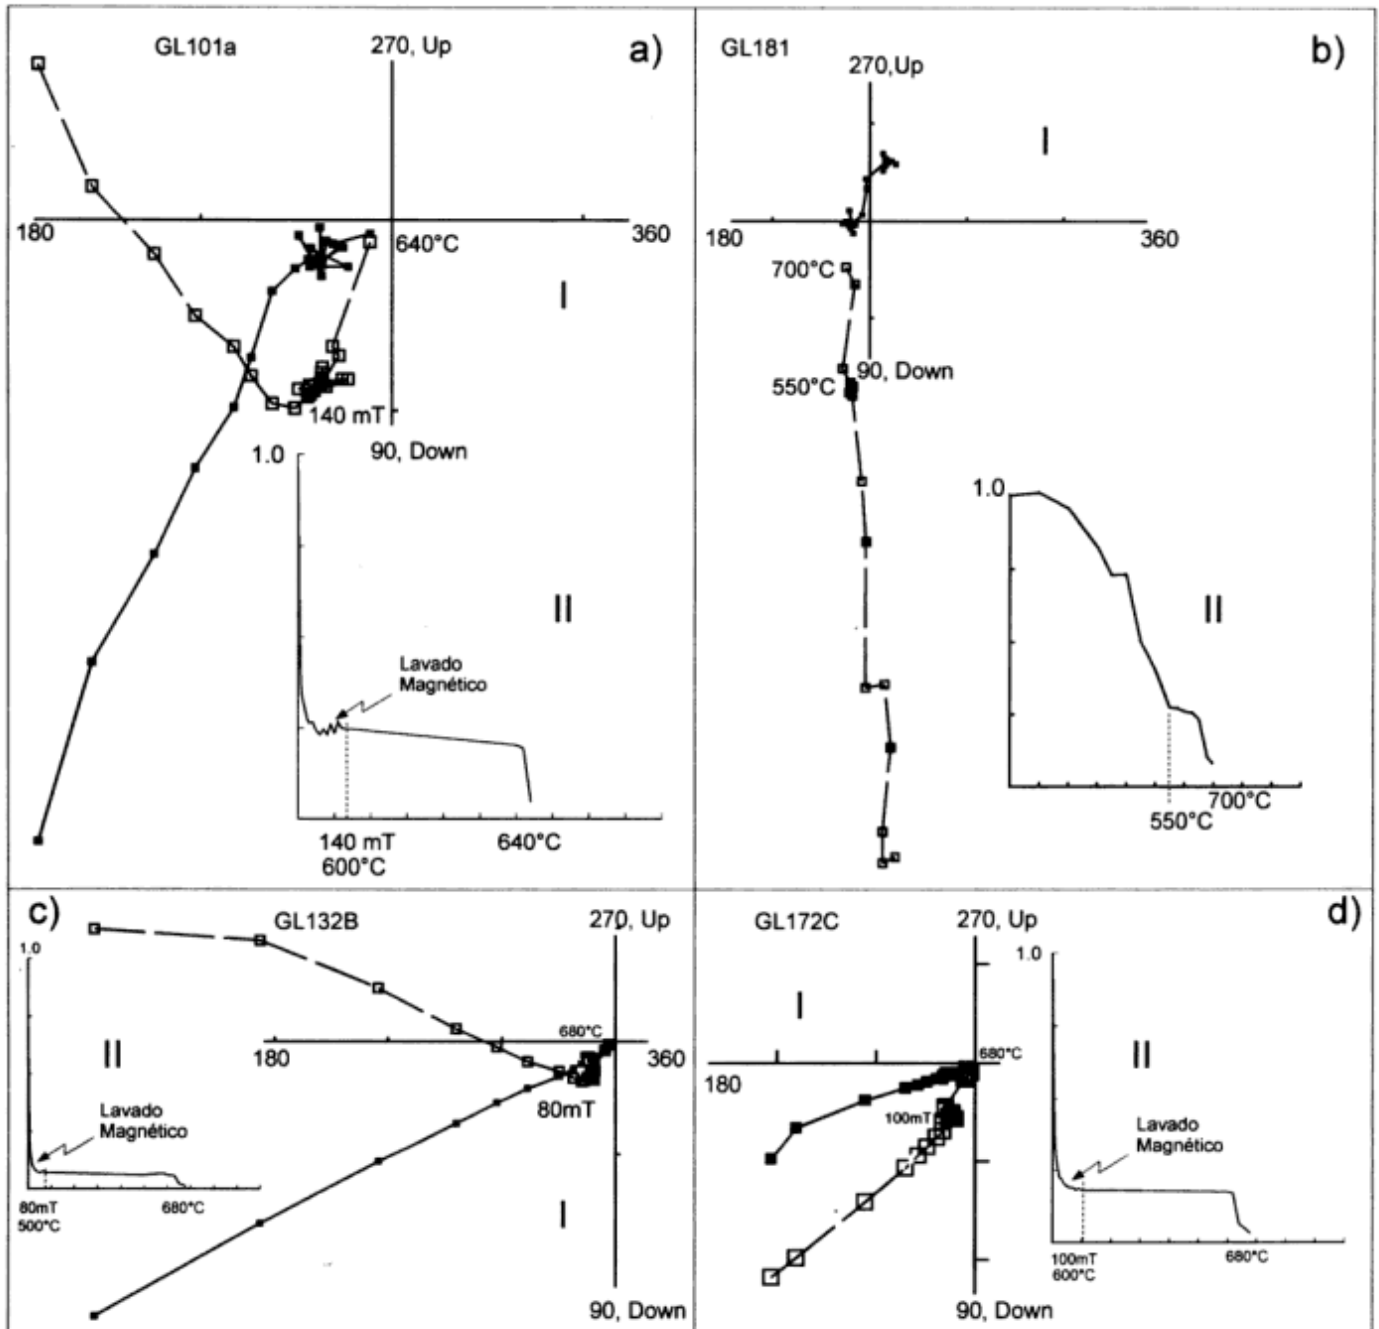 GL101a
270, Up
a)
180
360
640°C
I
140 mT
90, Down
1.0
II
Lavado
Magnético
140 mT
600°C
640°C
GL181
270,Up
b)
I
180
360
700°C
550°C
90, Down
1.0
II
700°C
550°C
c)
GL132B
270, Up
1.0
680°C
180
360
II
80mT
Lavado
Magnético
80mT
500°C
680°C
I
90, Down
GL172C
270, Up
d)
1.0
I
680°C
180
II
100mT
Lavado
Magnético
100mT
600°C
680°C
90, Down